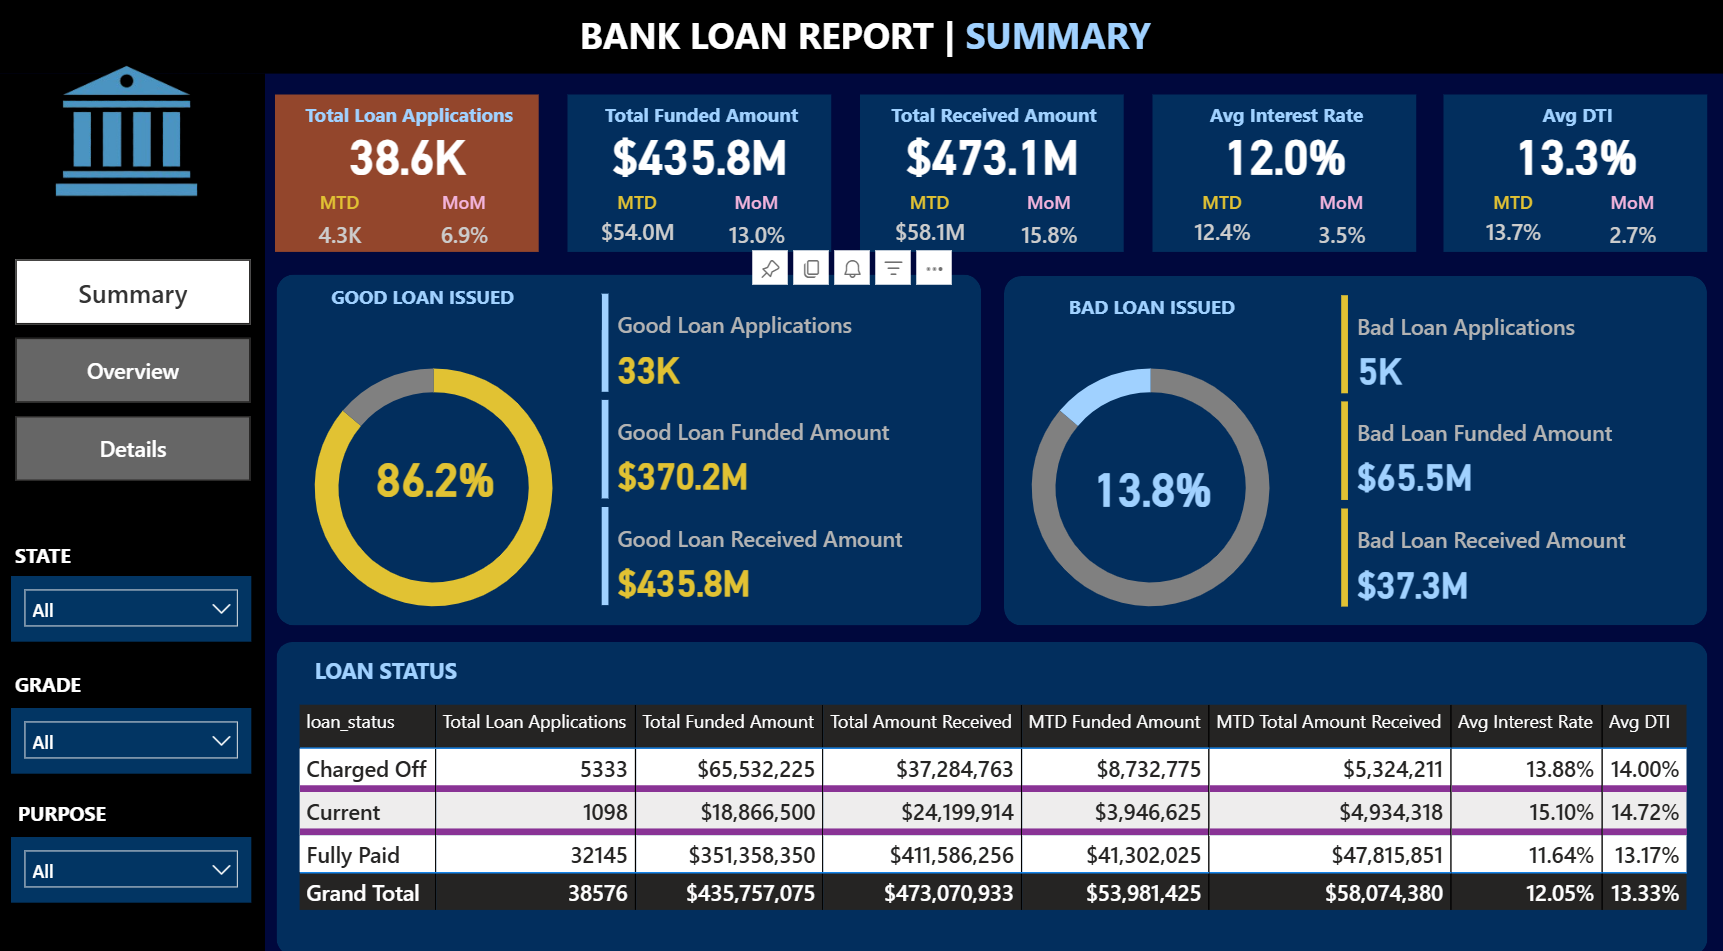 BANK LOAN REPORT | SUMMARY
Total Loan Applications
38.6K
MTD MoM
4.3K 6.9%
Total Funded Amount
$435.8M
MTD MoM
$54.0M 13.0%
Total Received Amount
$473.1M
MTD MoM
$58.1M 15.8%
Avg Interest Rate
12.0%
MTD MoM
12.4% 3.5%
Avg DTI
13.3%
MTD MoM
13.7% 2.7%
Summary
Overview
Details
STATE
All
GRADE
All
PURPOSE
All
GOOD LOAN ISSUED
86.2%
Good Loan Applications
33K
Good Loan Funded Amount
$370.2M
Good Loan Received Amount
$435.8M
BAD LOAN ISSUED
13.8%
Bad Loan Applications
5K
Bad Loan Funded Amount
$65.5M
Bad Loan Received Amount
$37.3M
LOAN STATUS
loan_status Total Loan Applications Total Funded Amount Total Amount Received MTD Funded Amount MTD Total Amount Received Avg Interest Rate Avg DTI
Charged Off 5333 $65,532,225 $37,284,763 $8,732,775 $5,324,211 13.88% 14.00%
Current 1098 $18,866,500 $24,199,914 $3,946,625 $4,934,318 15.10% 14.72%
Fully Paid 32145 $351,358,350 $411,586,256 $41,302,025 $47,815,851 11.64% 13.17%
Grand Total 38576 $435,757,075 $473,070,933 $53,981,425 $58,074,380 12.05% 13.33%